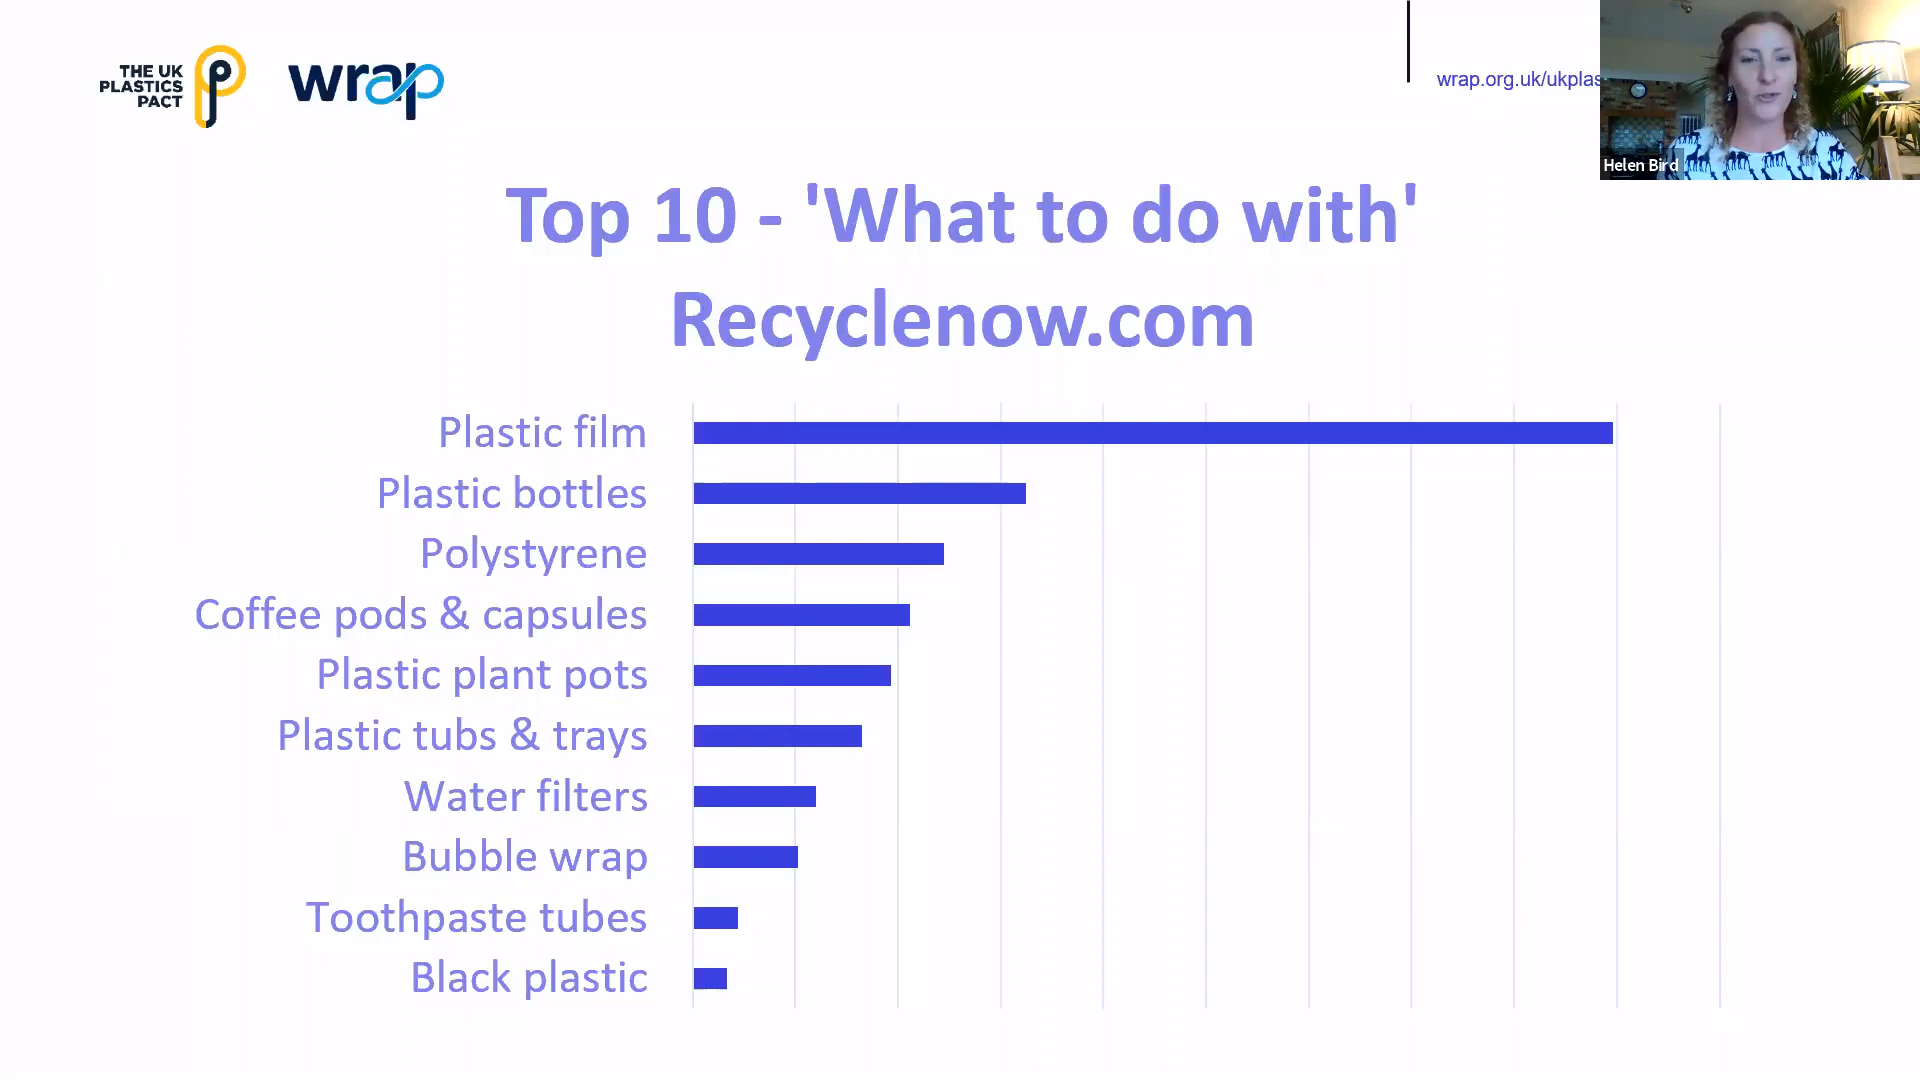 THE UK
PLASTICS
PACT
wrap
wrap.org.uk/ukplas
Helen Bird
Top 10 - 'What to do with'
Recyclenow.com
Plastic film
Plastic bottles
Polystyrene
Coffee pods & capsules
Plastic plant pots
Plastic tubs & trays
Water filters
Bubble wrap
Toothpaste tubes
Black plastic